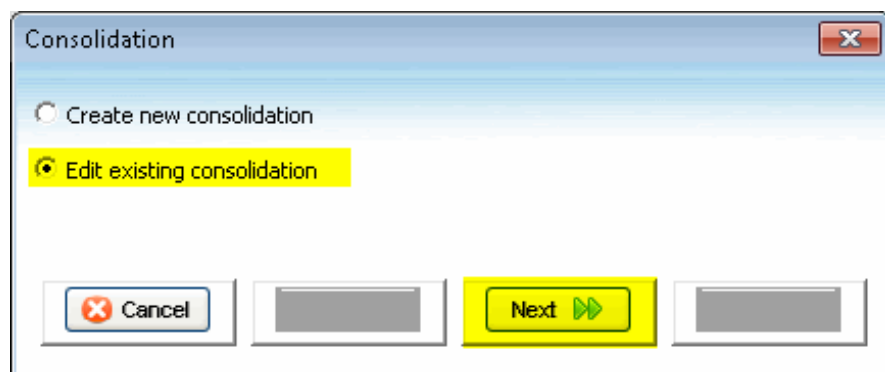 Consolidation
Create new consolidation
Edit existing consolidation
Cancel
Next